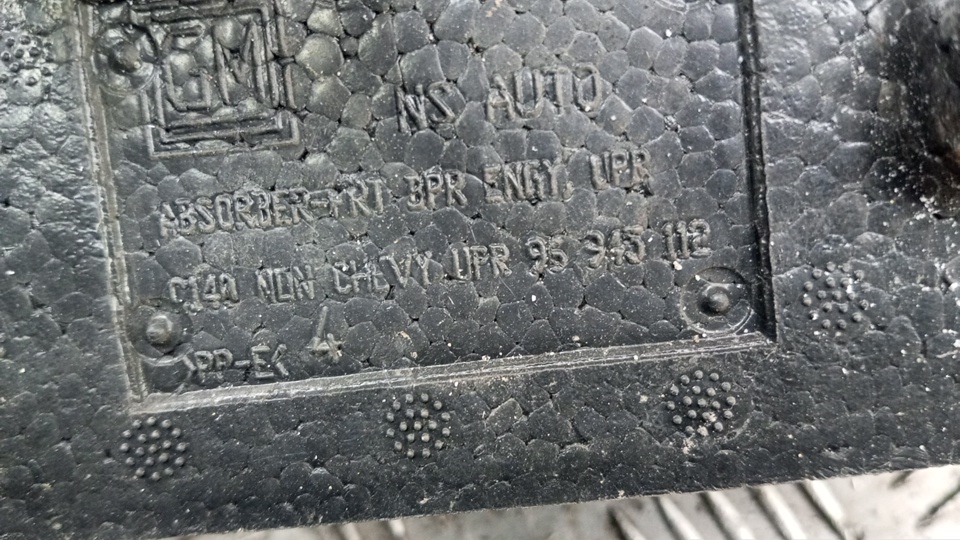 GM
NS AUTO
ABSORBER-FRT BPR ENGY, UPR
C140 NON CHEVY UPR 95 945 112
>PP-E<
4